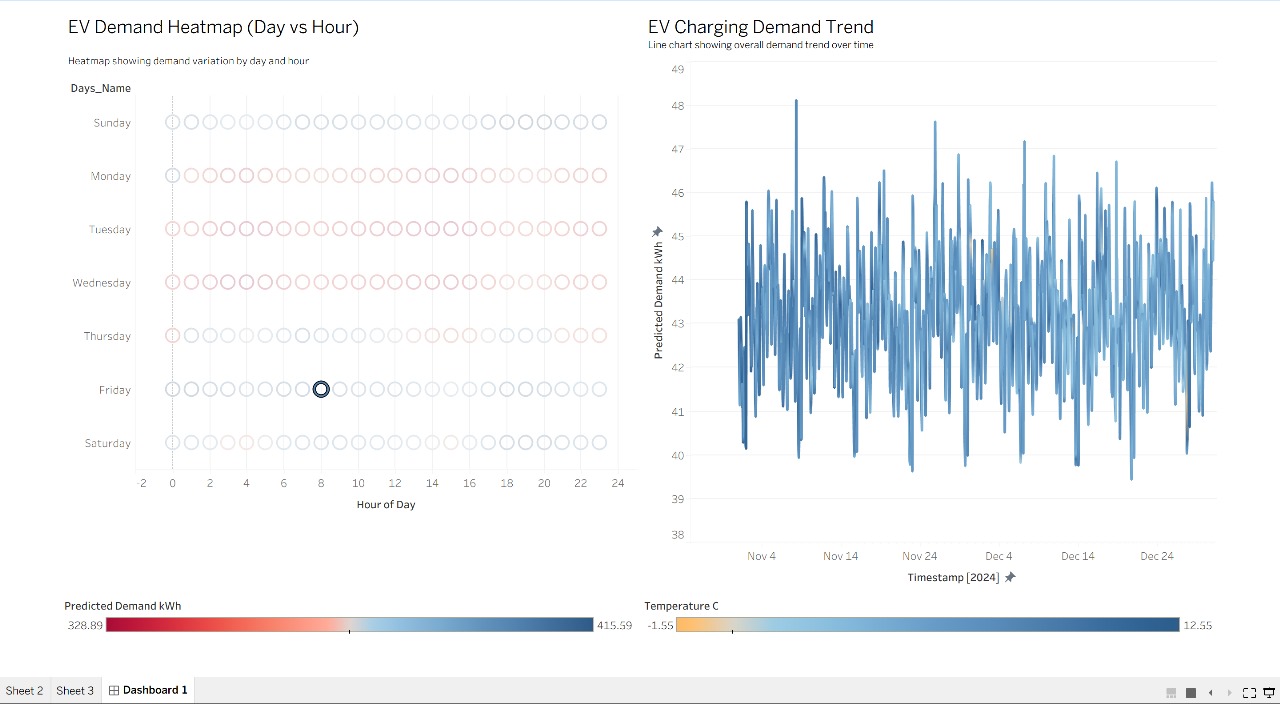 EV Demand Heatmap (Day vs Hour)
Heatmap showing demand variation by day and hour
Days_Name
Sunday
Monday
Tuesday
Wednesday
Thursday
Friday
Saturday
-2 0 2 4 6 8 10 12 14 16 18 20 22 24
Hour of Day
EV Charging Demand Trend
Line chart showing overall demand trend over time
49
48
47
46
45
44
43
42
41
40
39
38
Predicted Demand kWh
Nov 4 Nov 14 Nov 24 Dec 4 Dec 14 Dec 24
Timestamp [2024]
Predicted Demand kWh
328.89 415.59
Temperature C
-1.55 12.55
Sheet 2 Sheet 3 Dashboard 1